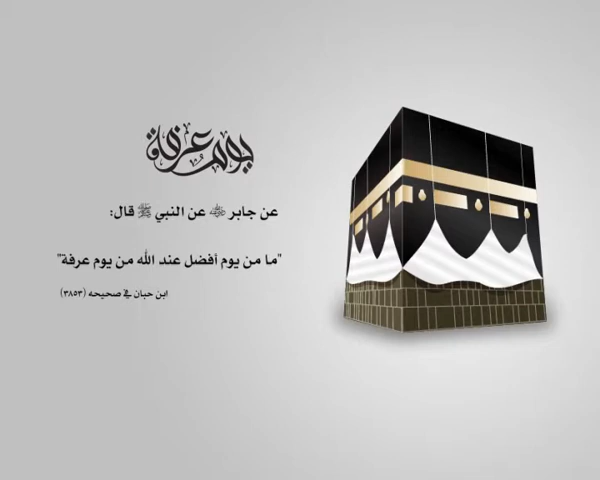 يوم عرفة
عن جابر ﷺ عن النبي ﷺ قال:
"ما من يوم أفضل عند الله من يوم عرفة"
ابن حبان في صحيحه (٣٨٥٣)